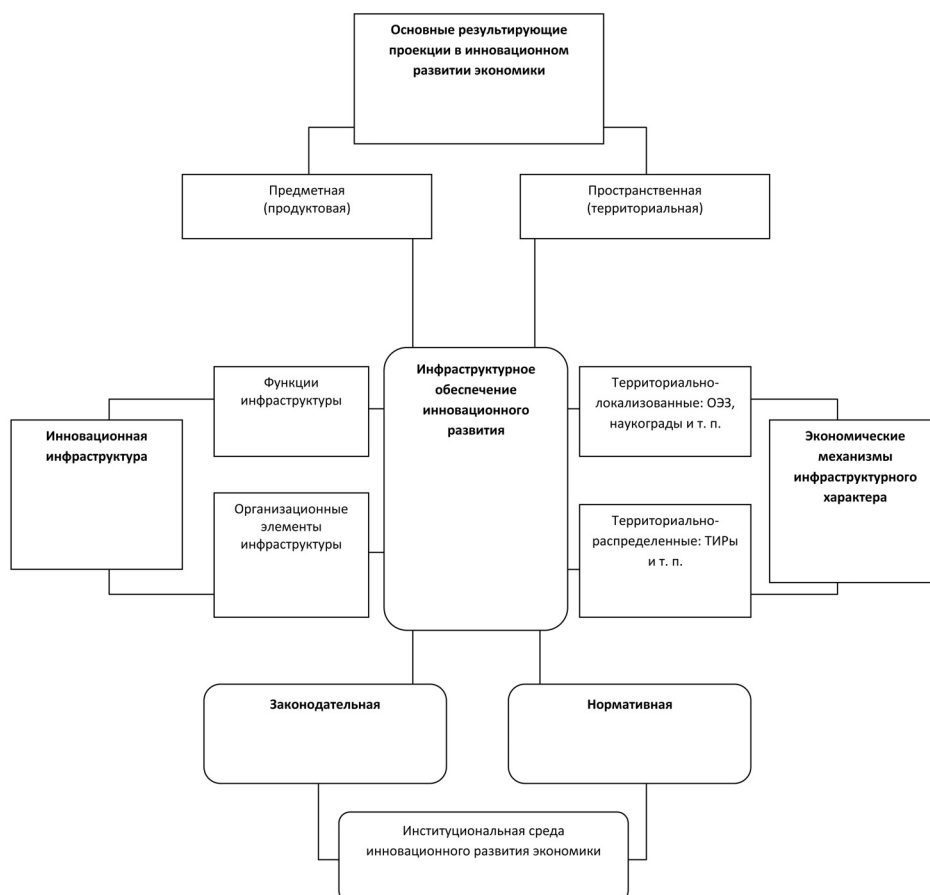 Основные результирующие
проекции в инновационном
развитии экономики
Предметная
(продуктовая)
Пространственная
(территориальная)
Инфраструктурное
обеспечение
инновационного
развития
Функции
инфраструктуры
Территориально-
локализованные: ОЭЗ,
наукограды и т. п.
Инновационная
инфраструктура
Экономические
механизмы
инфраструктурного
характера
Организационные
элементы
инфраструктуры
Территориально-
распределенные: ТИРы
и т. п.
Законодательная
Нормативная
Институциональная среда
инновационного развития экономики